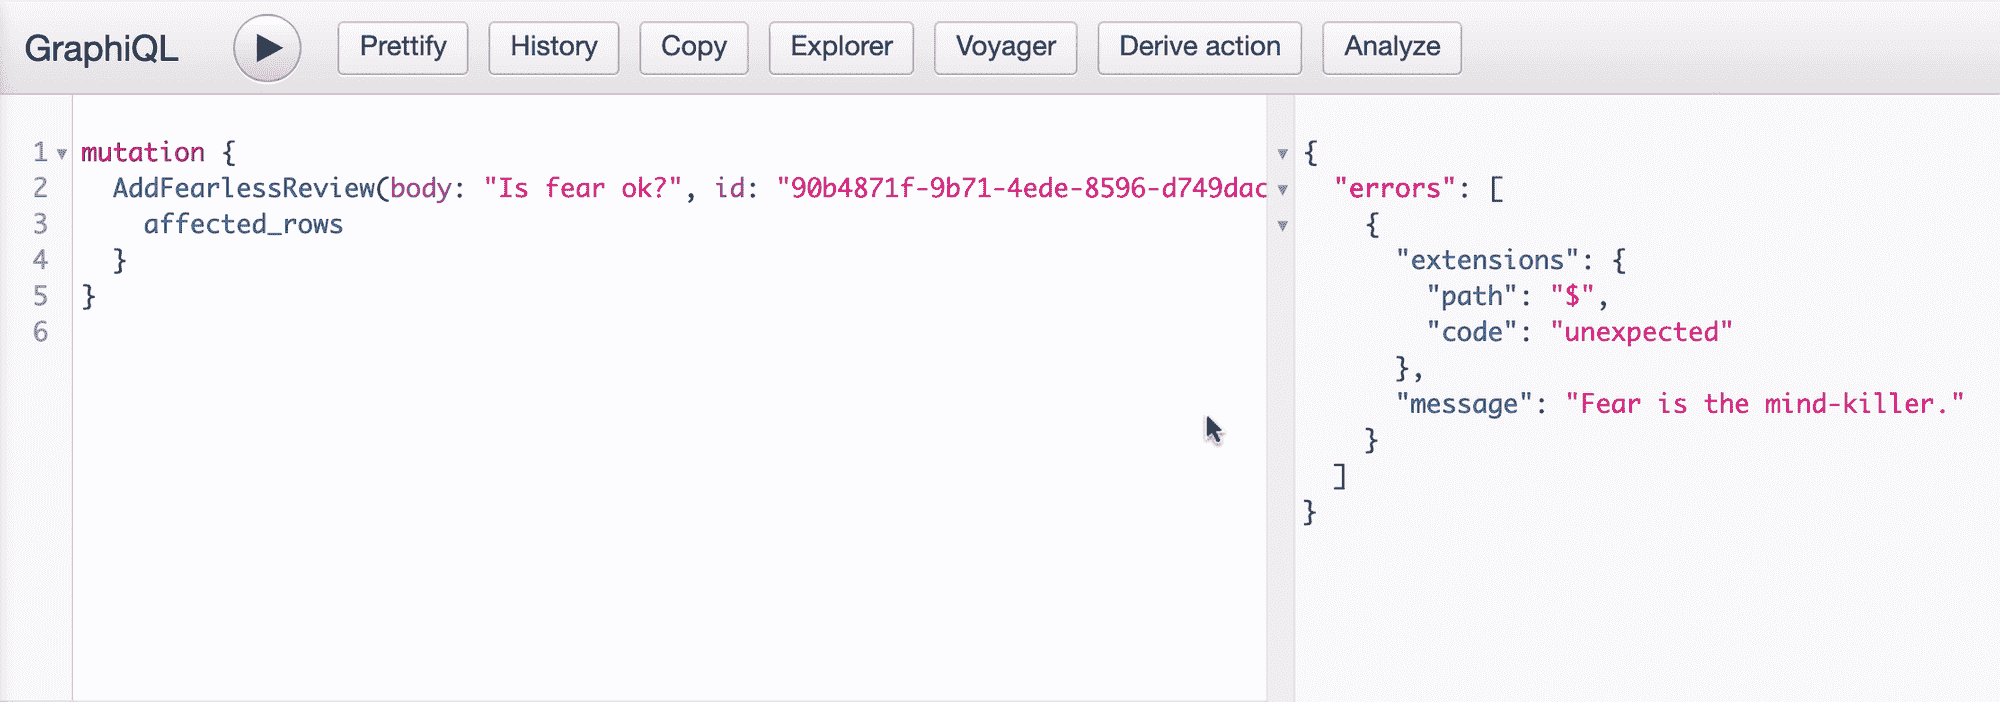 GraphiQL Prettify History Copy Explorer Voyager Derive action Analyze
1 mutation {
2 AddFearlessReview(body: "Is fear ok?", id: "90b4871f-9b71-4ede-8596-d749dac
3 affected_rows
4 }
5 }
6
{
"errors": [
{
"extensions": {
"path": "$",
"code": "unexpected"
},
"message": "Fear is the mind-killer."
}
]
}